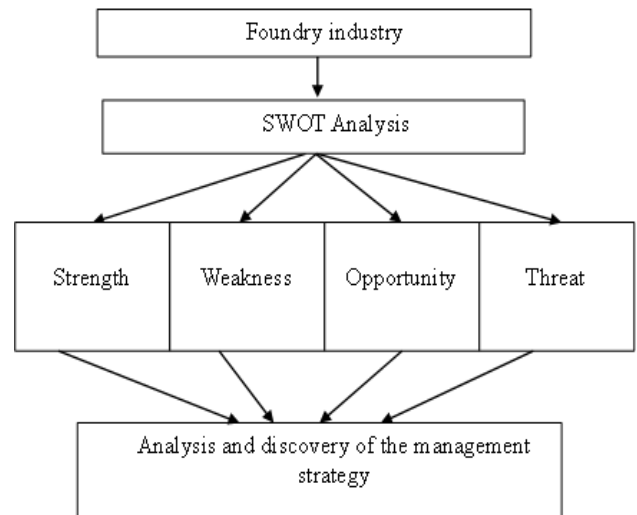 Foundry industry
SWOT Analysis
Strength
Weakness
Opportunity
Threat
Analysis and discovery of the management
strategy